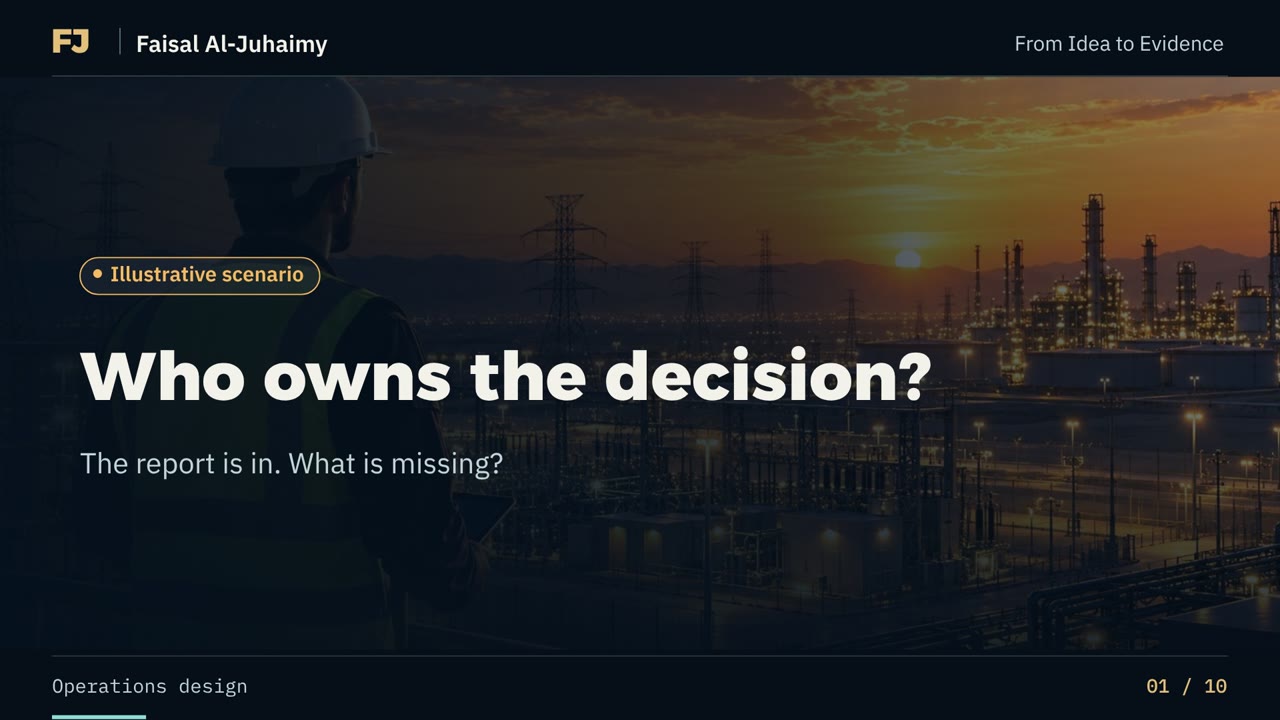 FJ
Faisal Al-Juhaimy
From Idea to Evidence
Illustrative scenario
Who owns the decision?
The report is in. What is missing?
Operations design
01 / 10